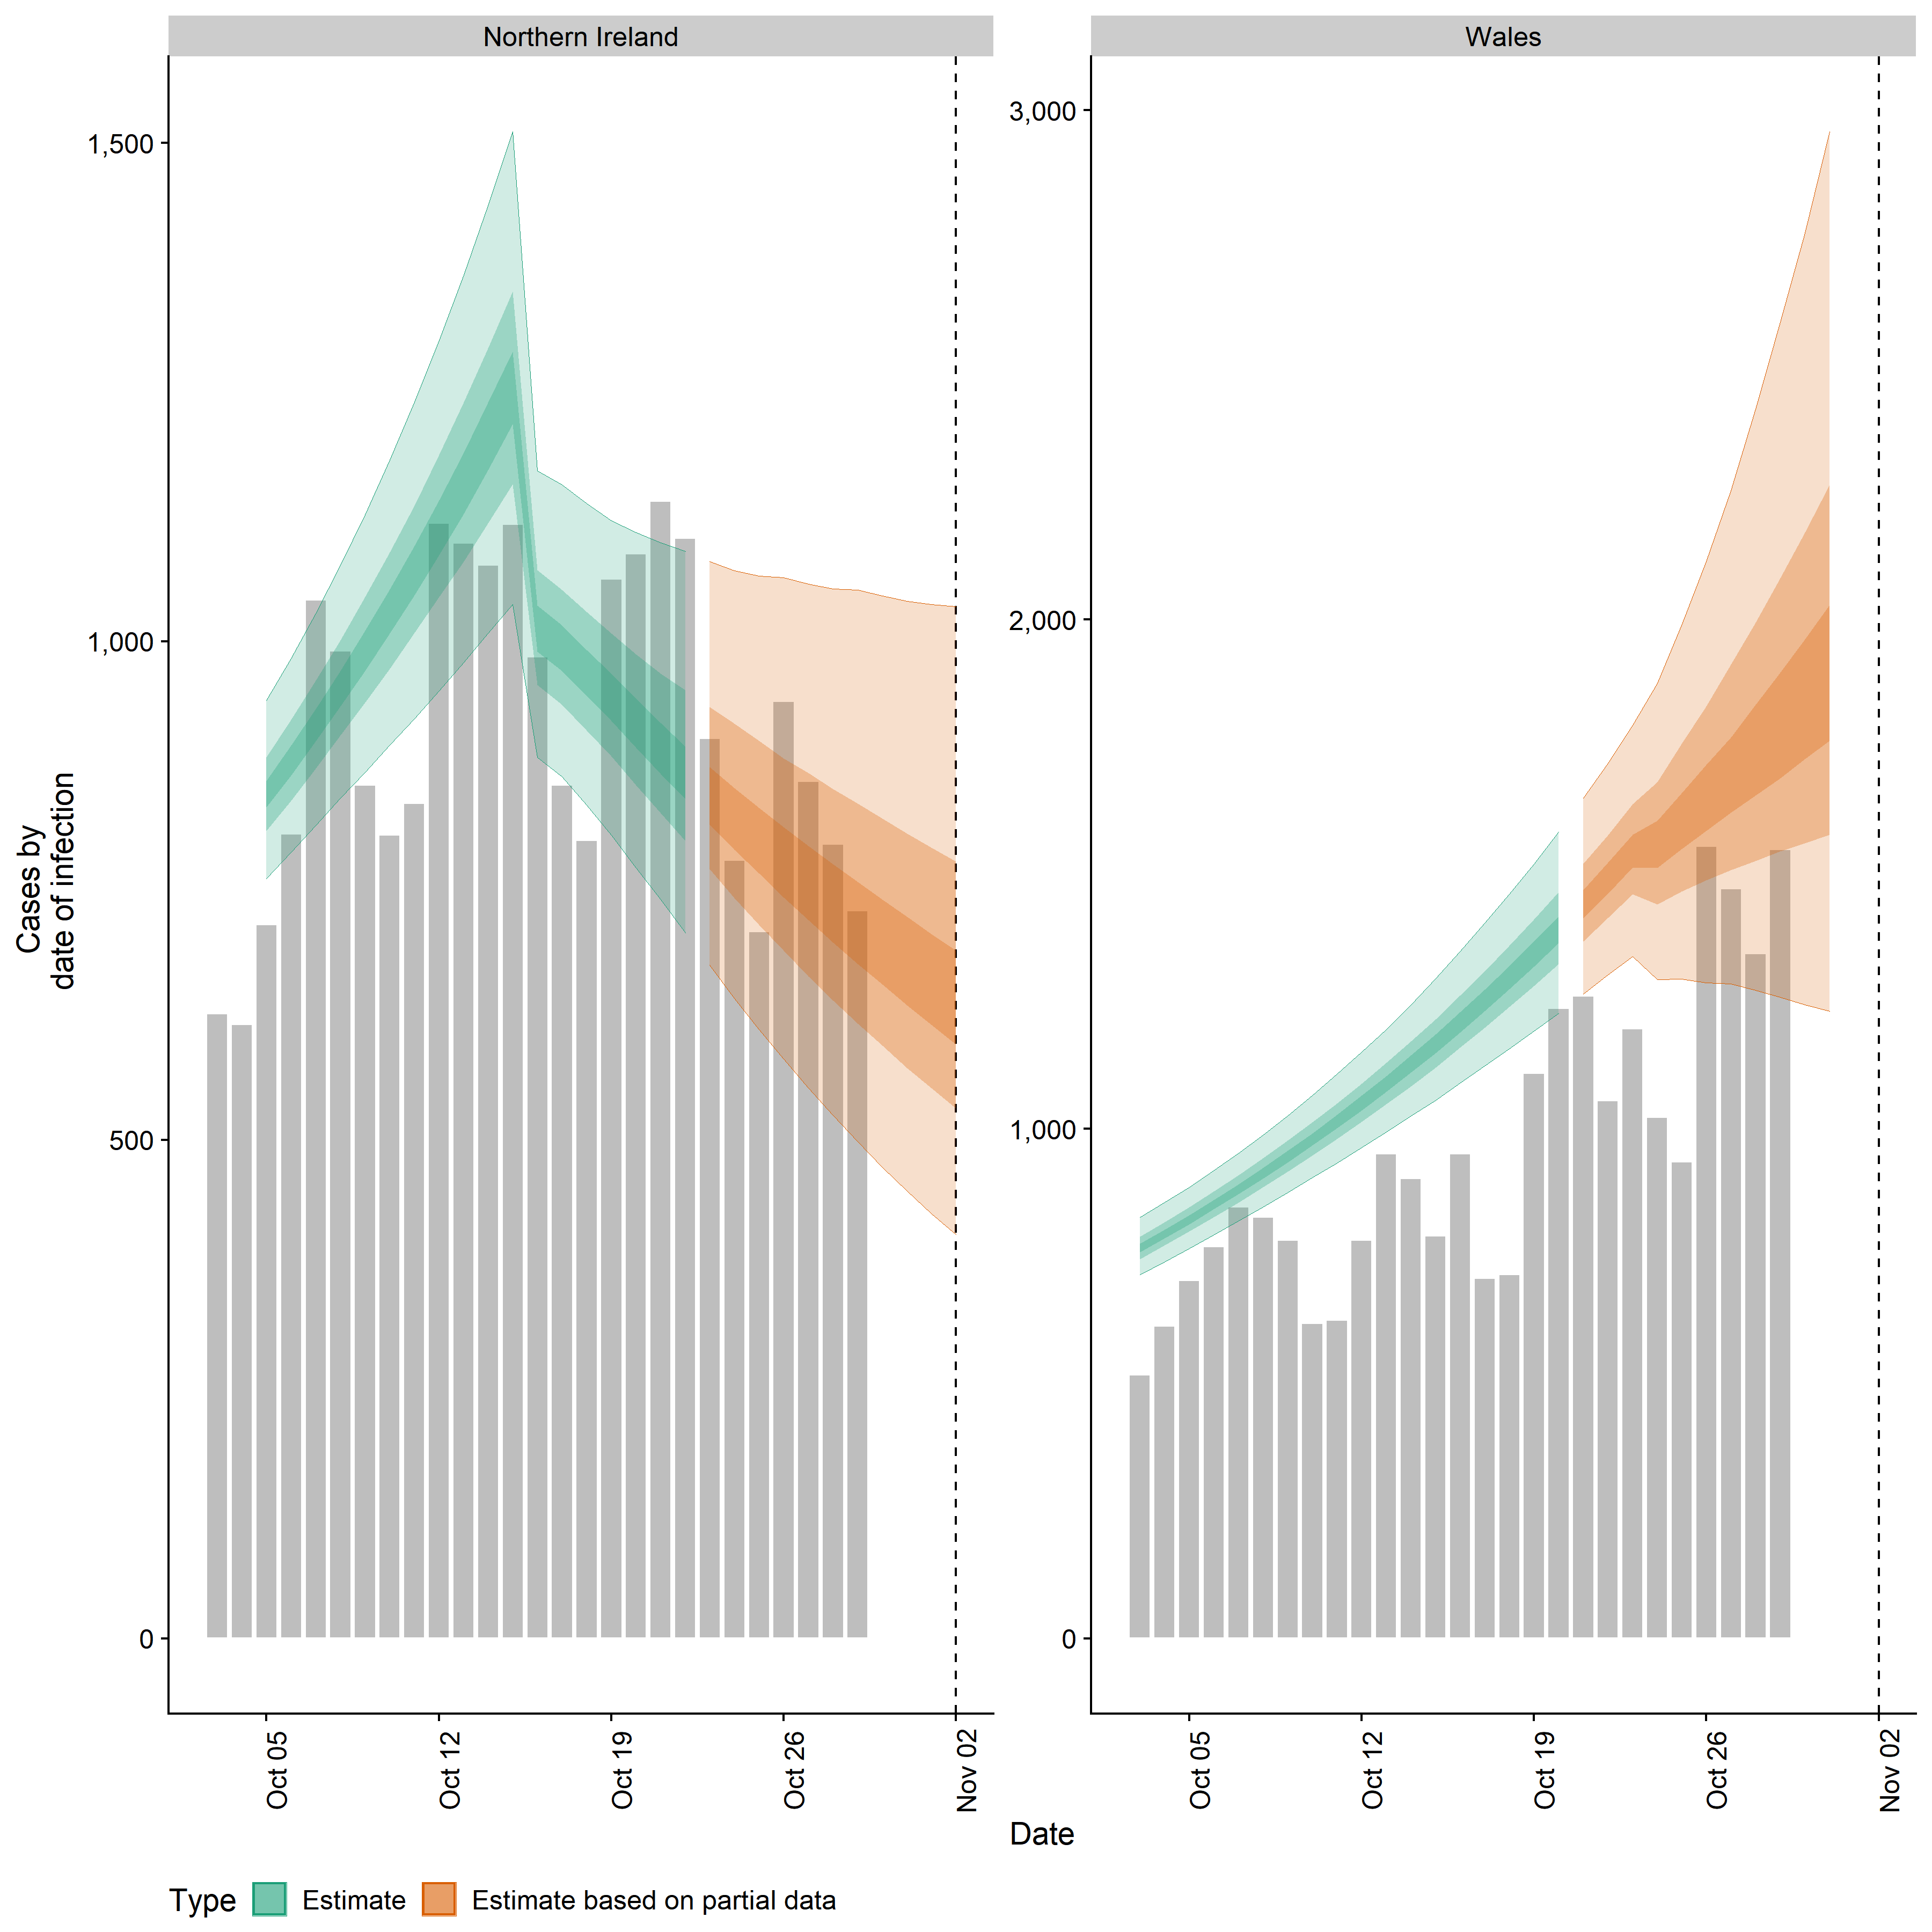 Northern Ireland
Wales
Cases by
date of infection
1,500
1,000
500
0
3,000
2,000
1,000
0
Oct 05
Oct 12
Oct 19
Oct 26
Nov 02
Oct 05
Oct 12
Oct 19
Oct 26
Nov 02
Date
Type Estimate Estimate based on partial data